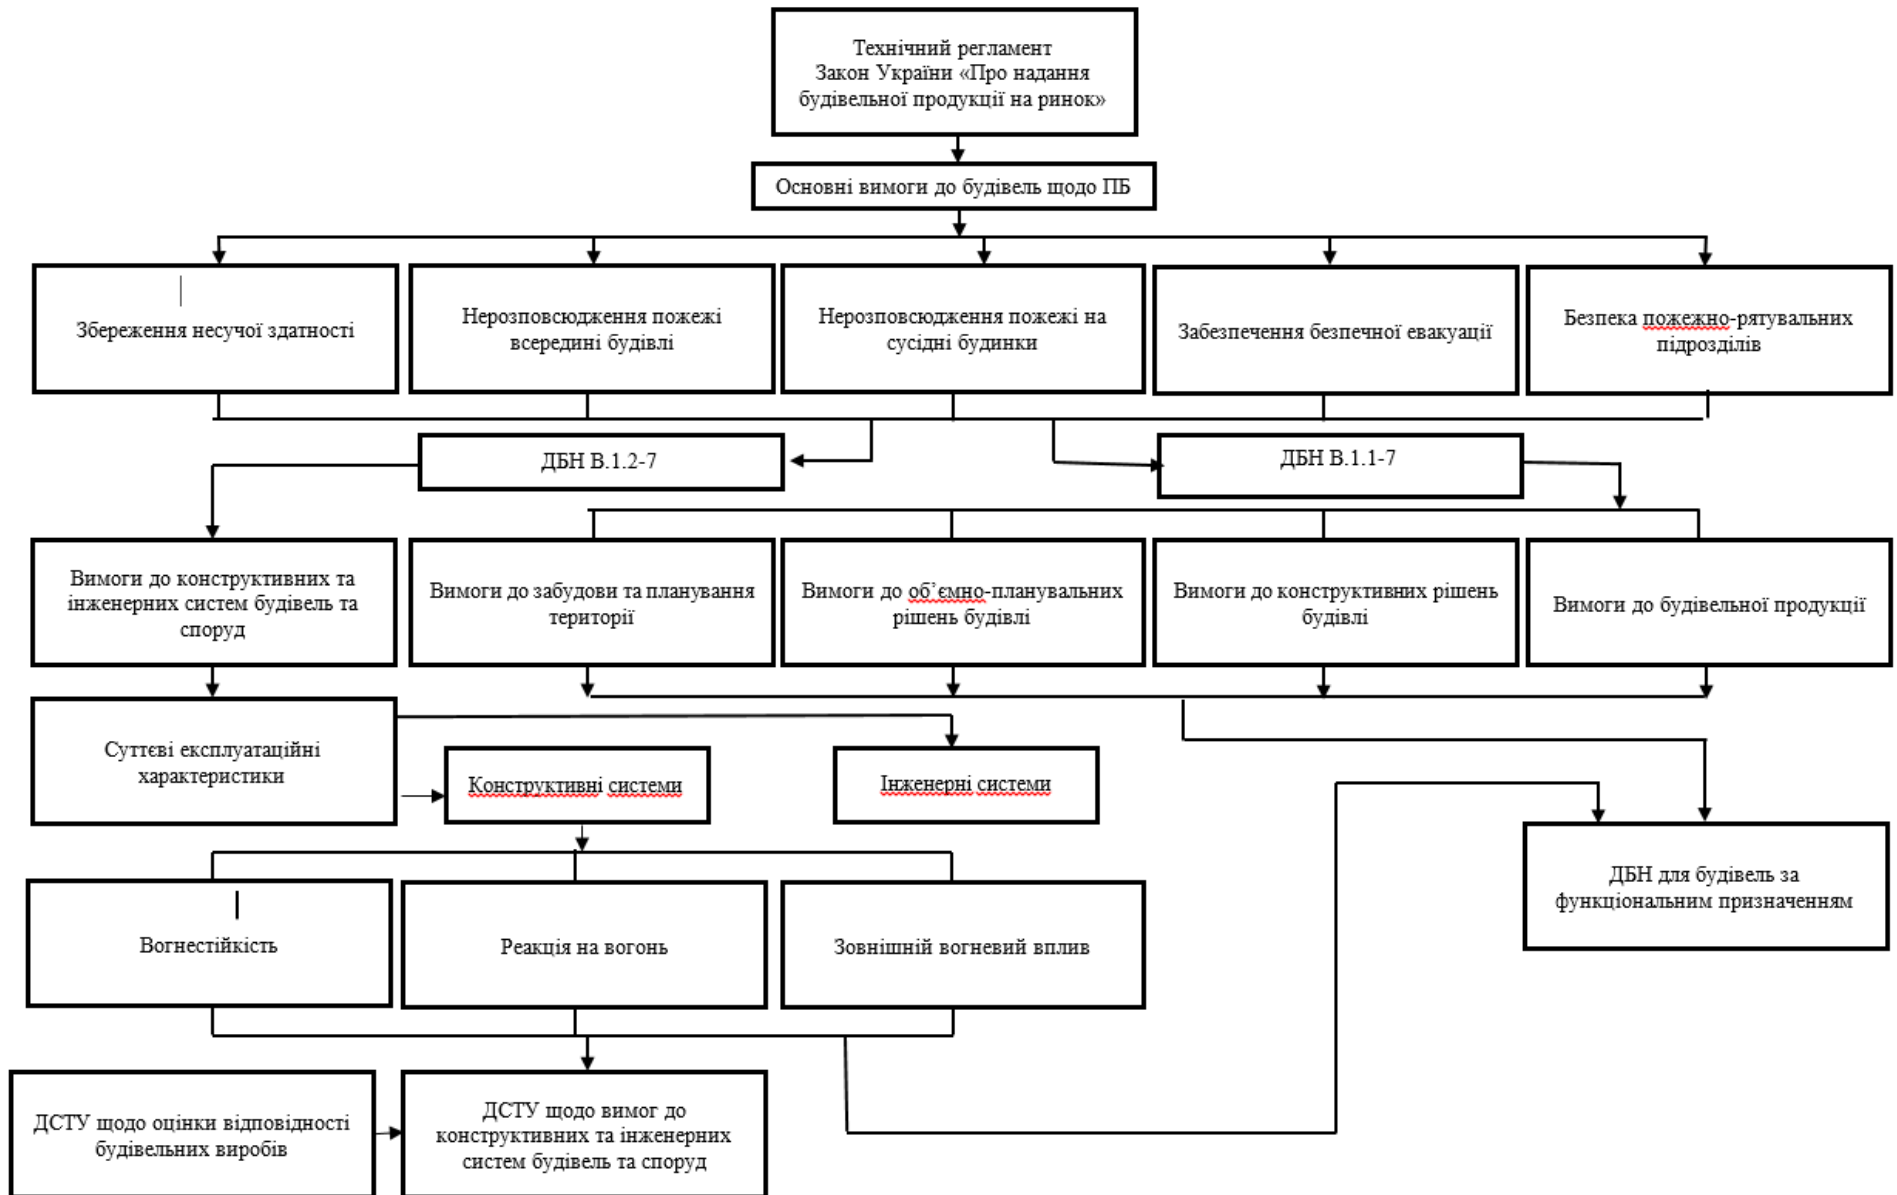 Технічний регламент
Закон України «Про надання
будівельної продукції на ринок»
Основні вимоги до будівель щодо ПБ
Збереження несучої здатності
Нерозповсюдження пожежі
всередині будівлі
Нерозповсюдження пожежі на
сусідні будинки
Забезпечення безпечної евакуації
Безпека пожежно-рятувальних
підрозділів
ДБН В.1.2-7
ДБН В.1.1-7
Вимоги до конструктивних та
інженерних систем будівель та
споруд
Вимоги до забудови та планування
території
Вимоги до об’ємно-планувальних
рішень будівлі
Вимоги до конструктивних рішень
будівлі
Вимоги до будівельної продукції
Суттєві експлуатаційні
характеристики
Конструктивні системи
Інженерні системи
ДБН для будівель за
функціональним призначенням
Вогнестійкість
Реакція на вогонь
Зовнішній вогневий вплив
ДСТУ щодо оцінки відповідності
будівельних виробів
ДСТУ щодо вимог до
конструктивних та інженерних
систем будівель та споруд